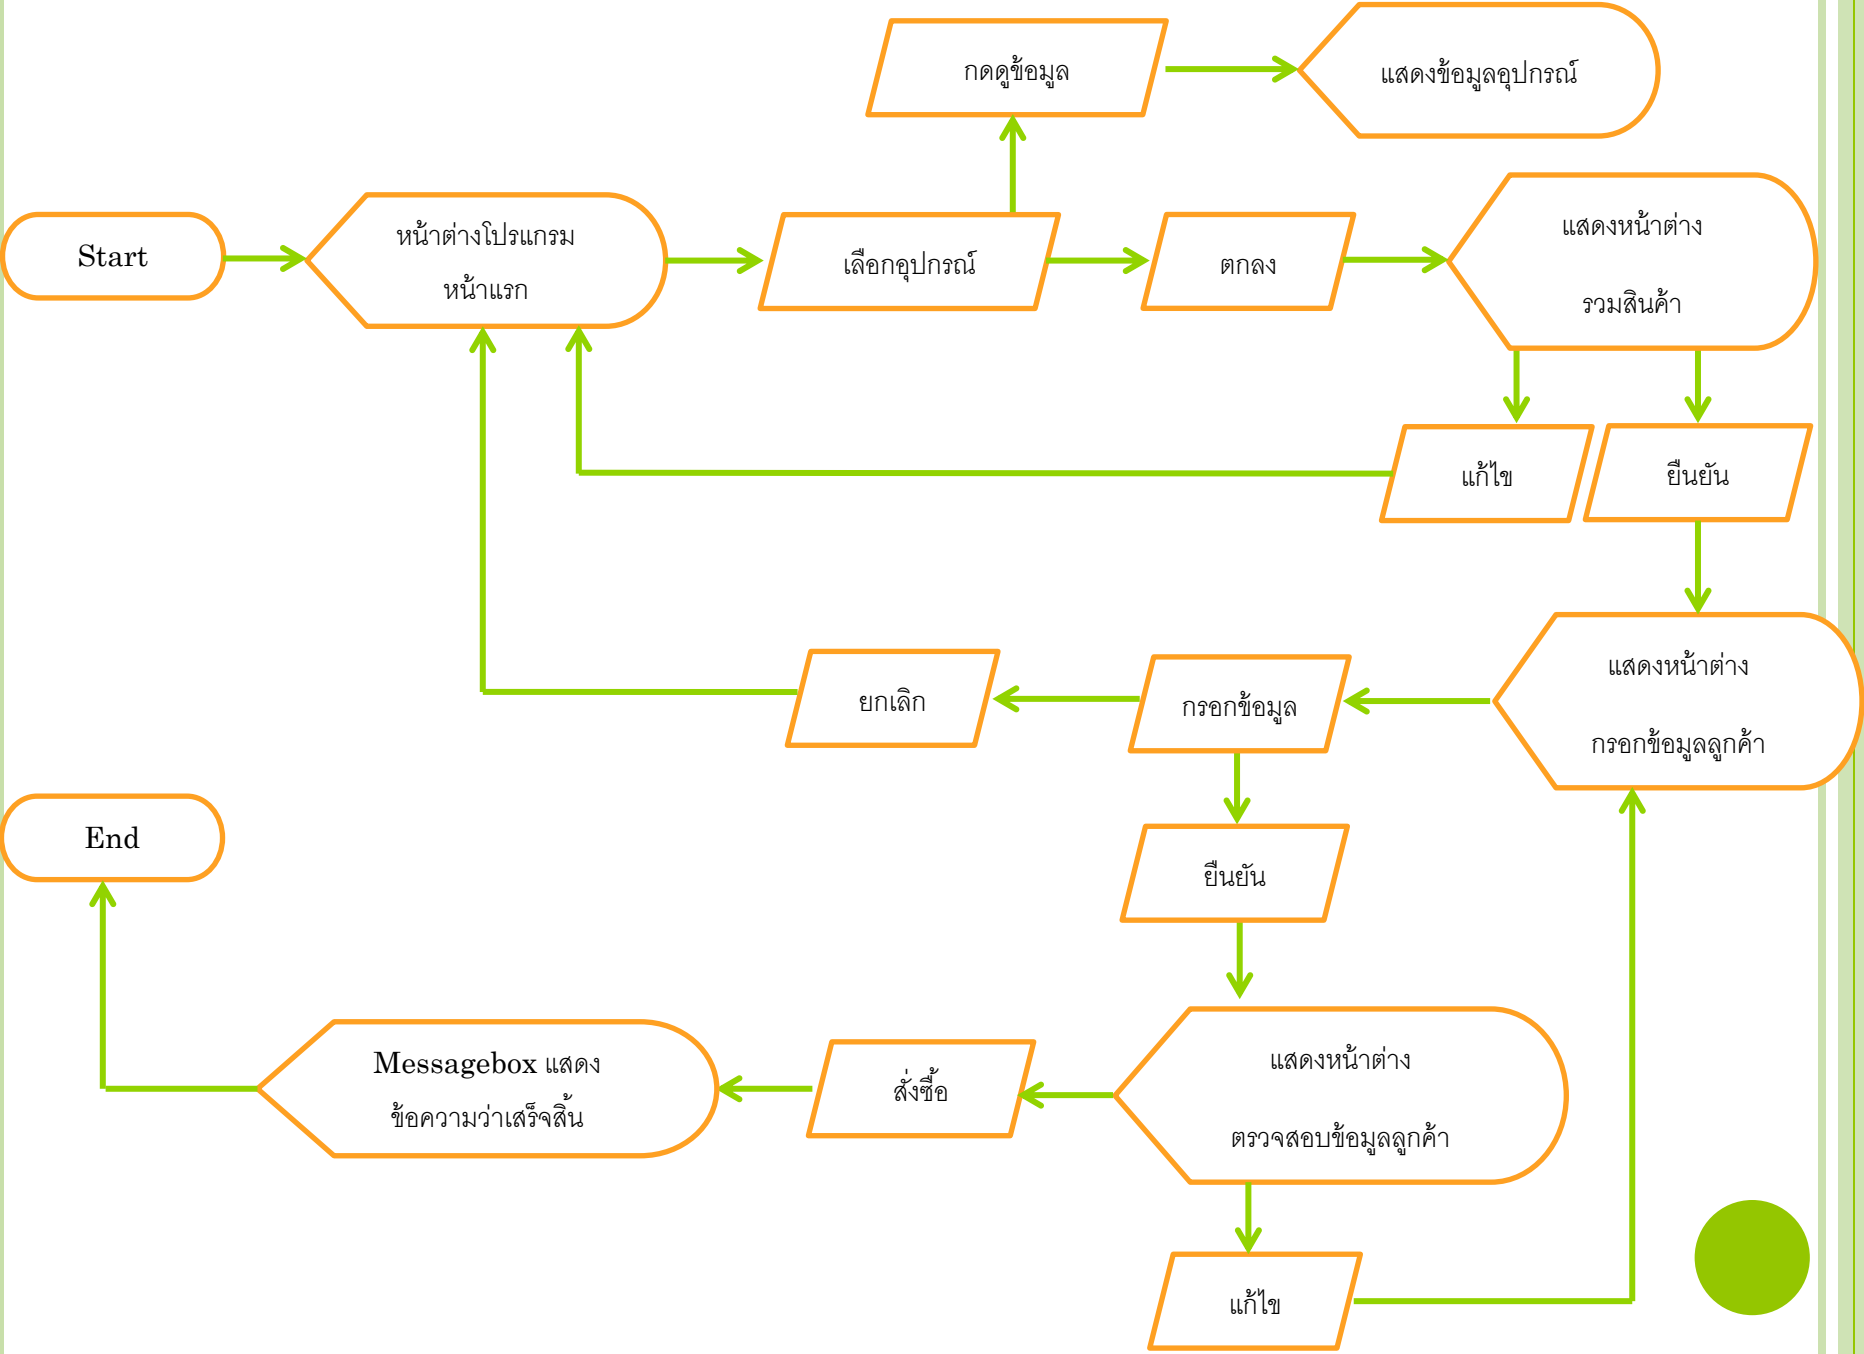 กดดูข้อมูล
แสดงข้อมูลอุปกรณ์
Start
หน้าต่างโปรแกรม
หน้าแรก
เลือกอุปกรณ์
ตกลง
แสดงหน้าต่าง
รวมสินค้า
แก้ไข
ยืนยัน
แสดงหน้าต่าง
กรอกข้อมูลลูกค้า
กรอกข้อมูล
ยกเลิก
ยืนยัน
End
แสดงหน้าต่าง
ตรวจสอบข้อมูลลูกค้า
สั่งซื้อ
Messagebox แสดง
ข้อความว่าเสร็จสิ้น
แก้ไข